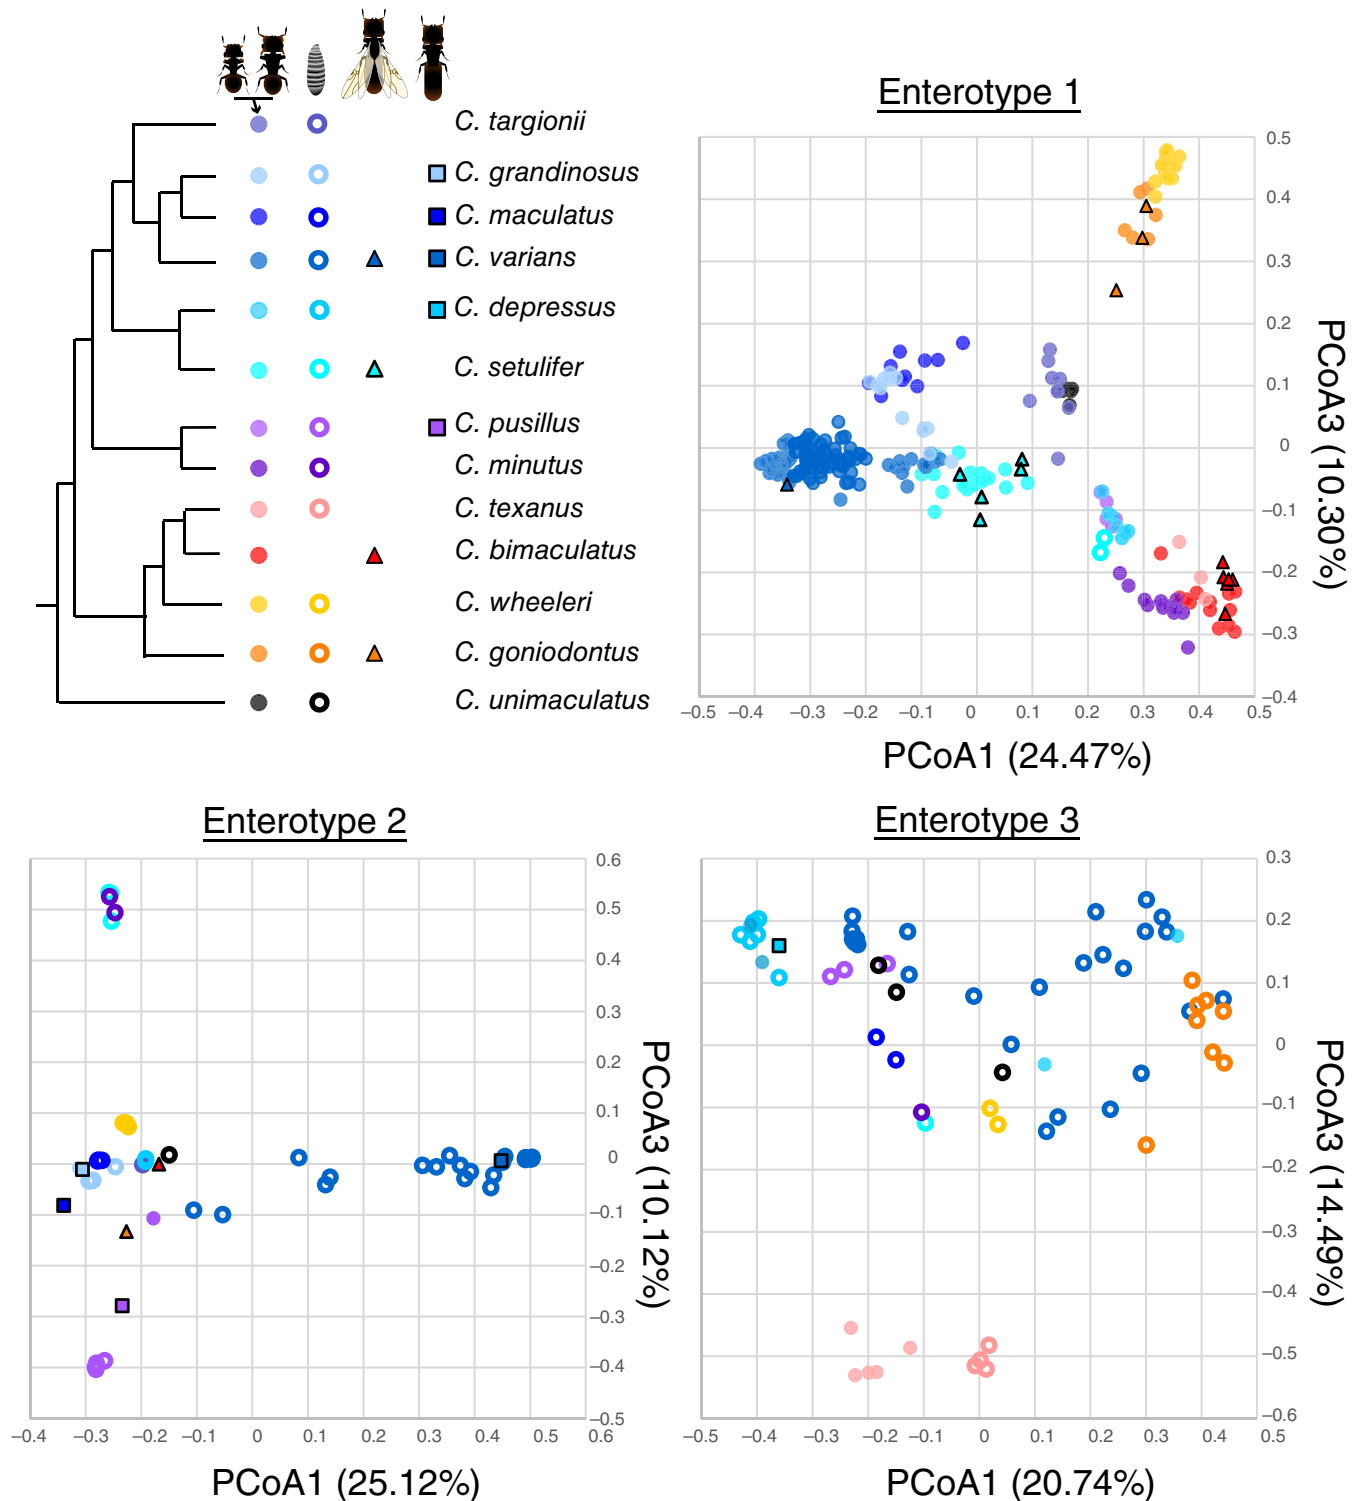 C. targionii
C. grandinosus
C. maculatus
C. varians
C. depressus
C. setulifer
C. pusillus
C. minutus
C. texanus
C. bimaculatus
C. wheeleri
C. goniodontus
C. unimaculatus
Enterotype 1
0.5
0.4
0.3
0.2
0.1
0
−0.1
−0.2
−0.3
−0.4
PCoA3 (10.30%)
−0.5 −0.4 −0.3 −0.2 −0.1 0 0.1 0.2 0.3 0.4 0.5
PCoA1 (24.47%)
Enterotype 2
0.6
0.5
0.4
0.3
0.2
0.1
0
−0.1
−0.2
−0.3
−0.4
−0.5
PCoA3 (10.12%)
−0.4 −0.3 −0.2 −0.1 0 0.1 0.2 0.3 0.4 0.5 0.6
PCoA1 (25.12%)
Enterotype 3
0.3
0.2
0.1
0
−0.1
−0.2
−0.3
−0.4
−0.5
−0.6
PCoA3 (14.49%)
−0.5 −0.4 −0.3 −0.2 −0.1 0 0.1 0.2 0.3 0.4 0.5
PCoA1 (20.74%)